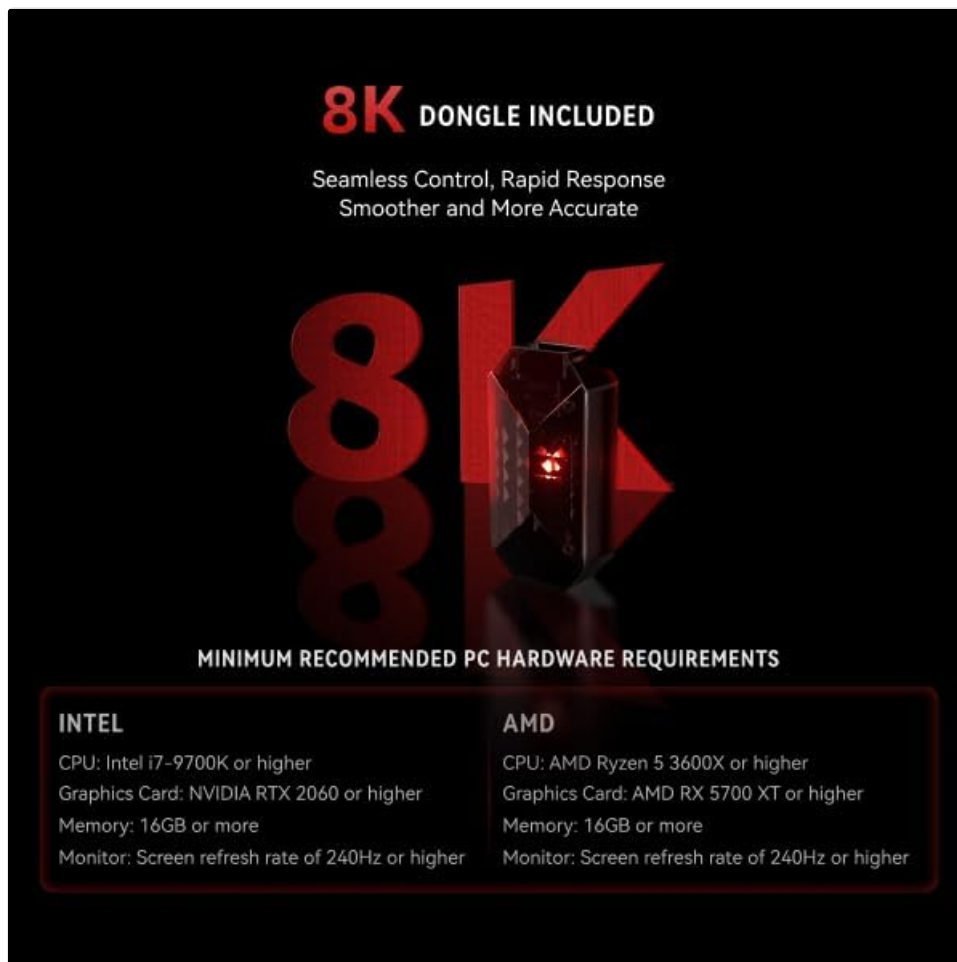 8K DONGLE INCLUDED
Seamless Control, Rapid Response
Smoother and More Accurate
8K
MINIMUM RECOMMENDED PC HARDWARE REQUIREMENTS
INTEL
CPU: Intel i7-9700K or higher
Graphics Card: NVIDIA RTX 2060 or higher
Memory: 16GB or more
Monitor: Screen refresh rate of 240Hz or higher
AMD
CPU: AMD Ryzen 5 3600X or higher
Graphics Card: AMD RX 5700 XT or higher
Memory: 16GB or more
Monitor: Screen refresh rate of 240Hz or higher